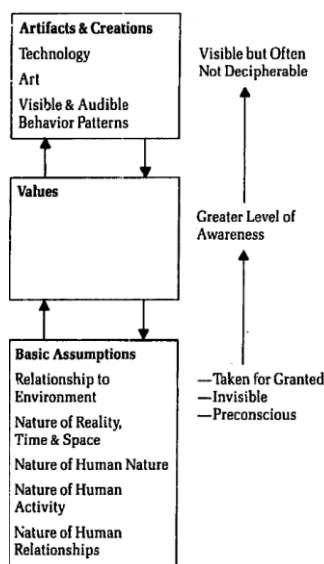 Artifacts & Creations
Technology
Art
Visible & Audible
Behavior Patterns
Visible but Often
Not Decipherable
Values
Greater Level of
Awareness
Basic Assumptions
Relationship to
Environment
Nature of Reality,
Time & Space
Nature of Human Nature
Nature of Human
Activity
Nature of Human
Relationships
—Taken for Granted
—Invisible
—Preconscious